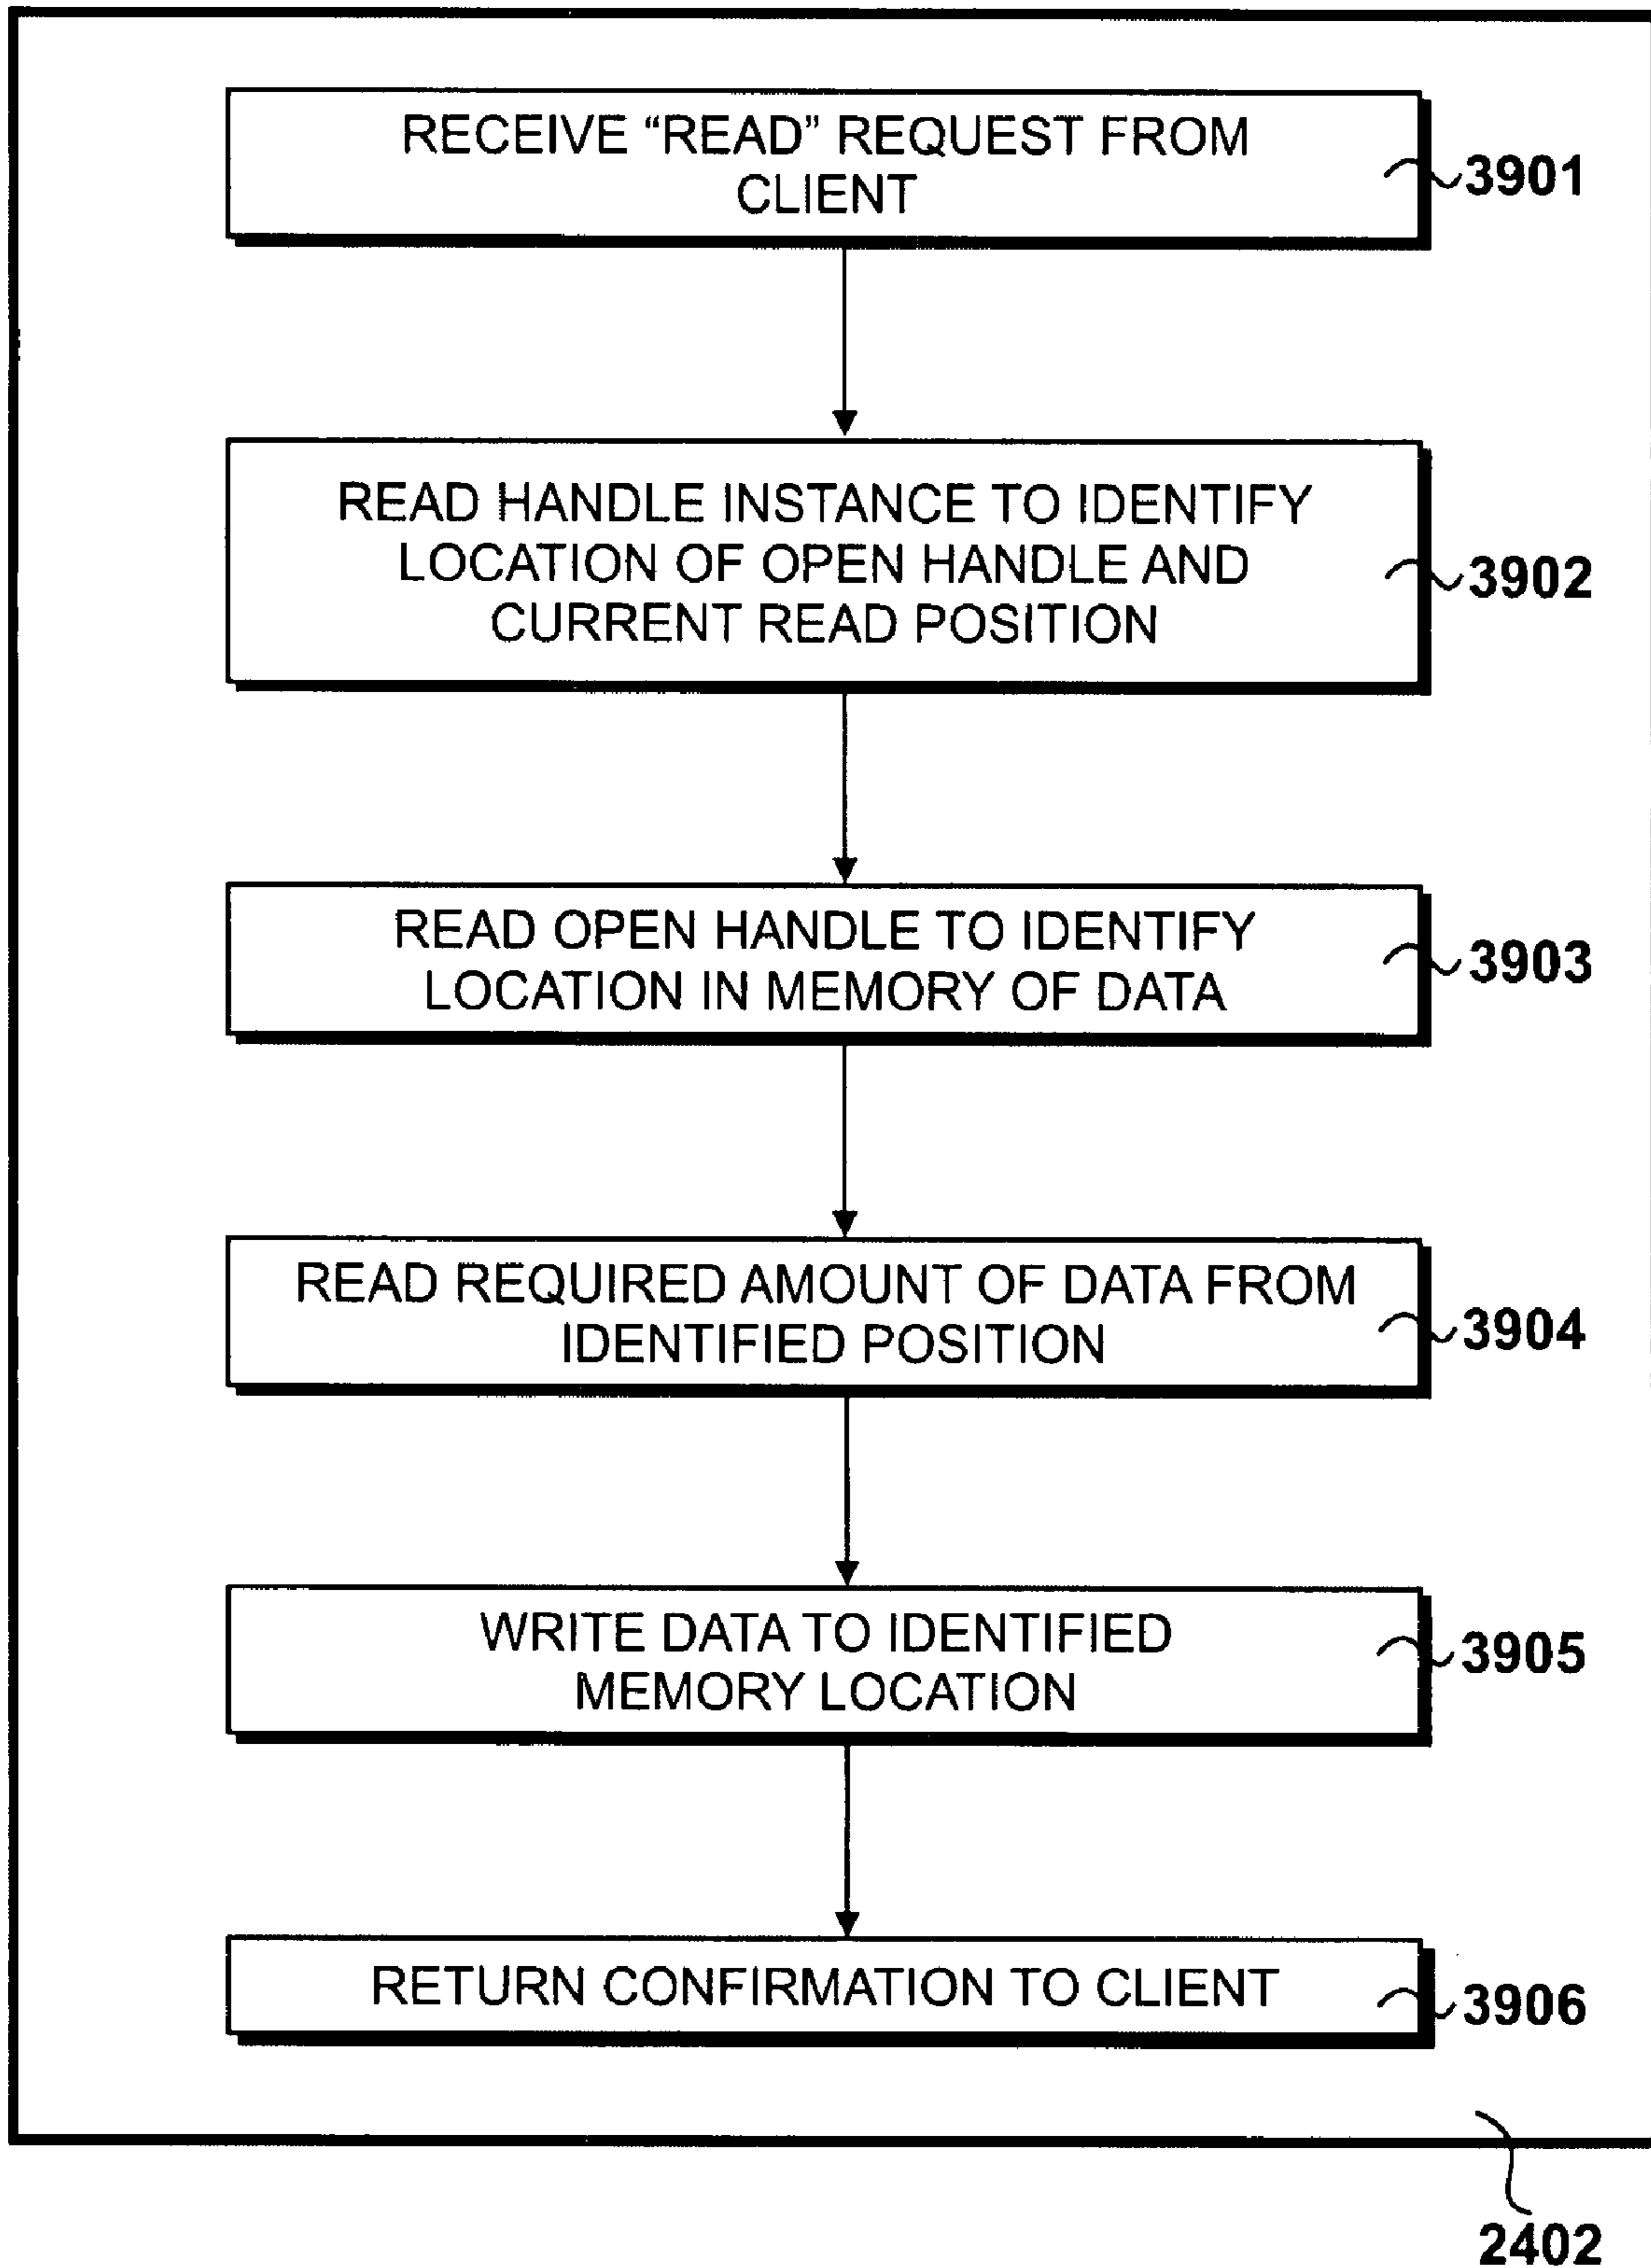 RECEIVE “READ” REQUEST FROM
CLIENT
3901
READ HANDLE INSTANCE TO IDENTIFY
LOCATION OF OPEN HANDLE AND
CURRENT READ POSITION
3902
READ OPEN HANDLE TO IDENTIFY
LOCATION IN MEMORY OF DATA
3903
READ REQUIRED AMOUNT OF DATA FROM
IDENTIFIED POSITION
3904
WRITE DATA TO IDENTIFIED
MEMORY LOCATION
3905
RETURN CONFIRMATION TO CLIENT
3906
2402